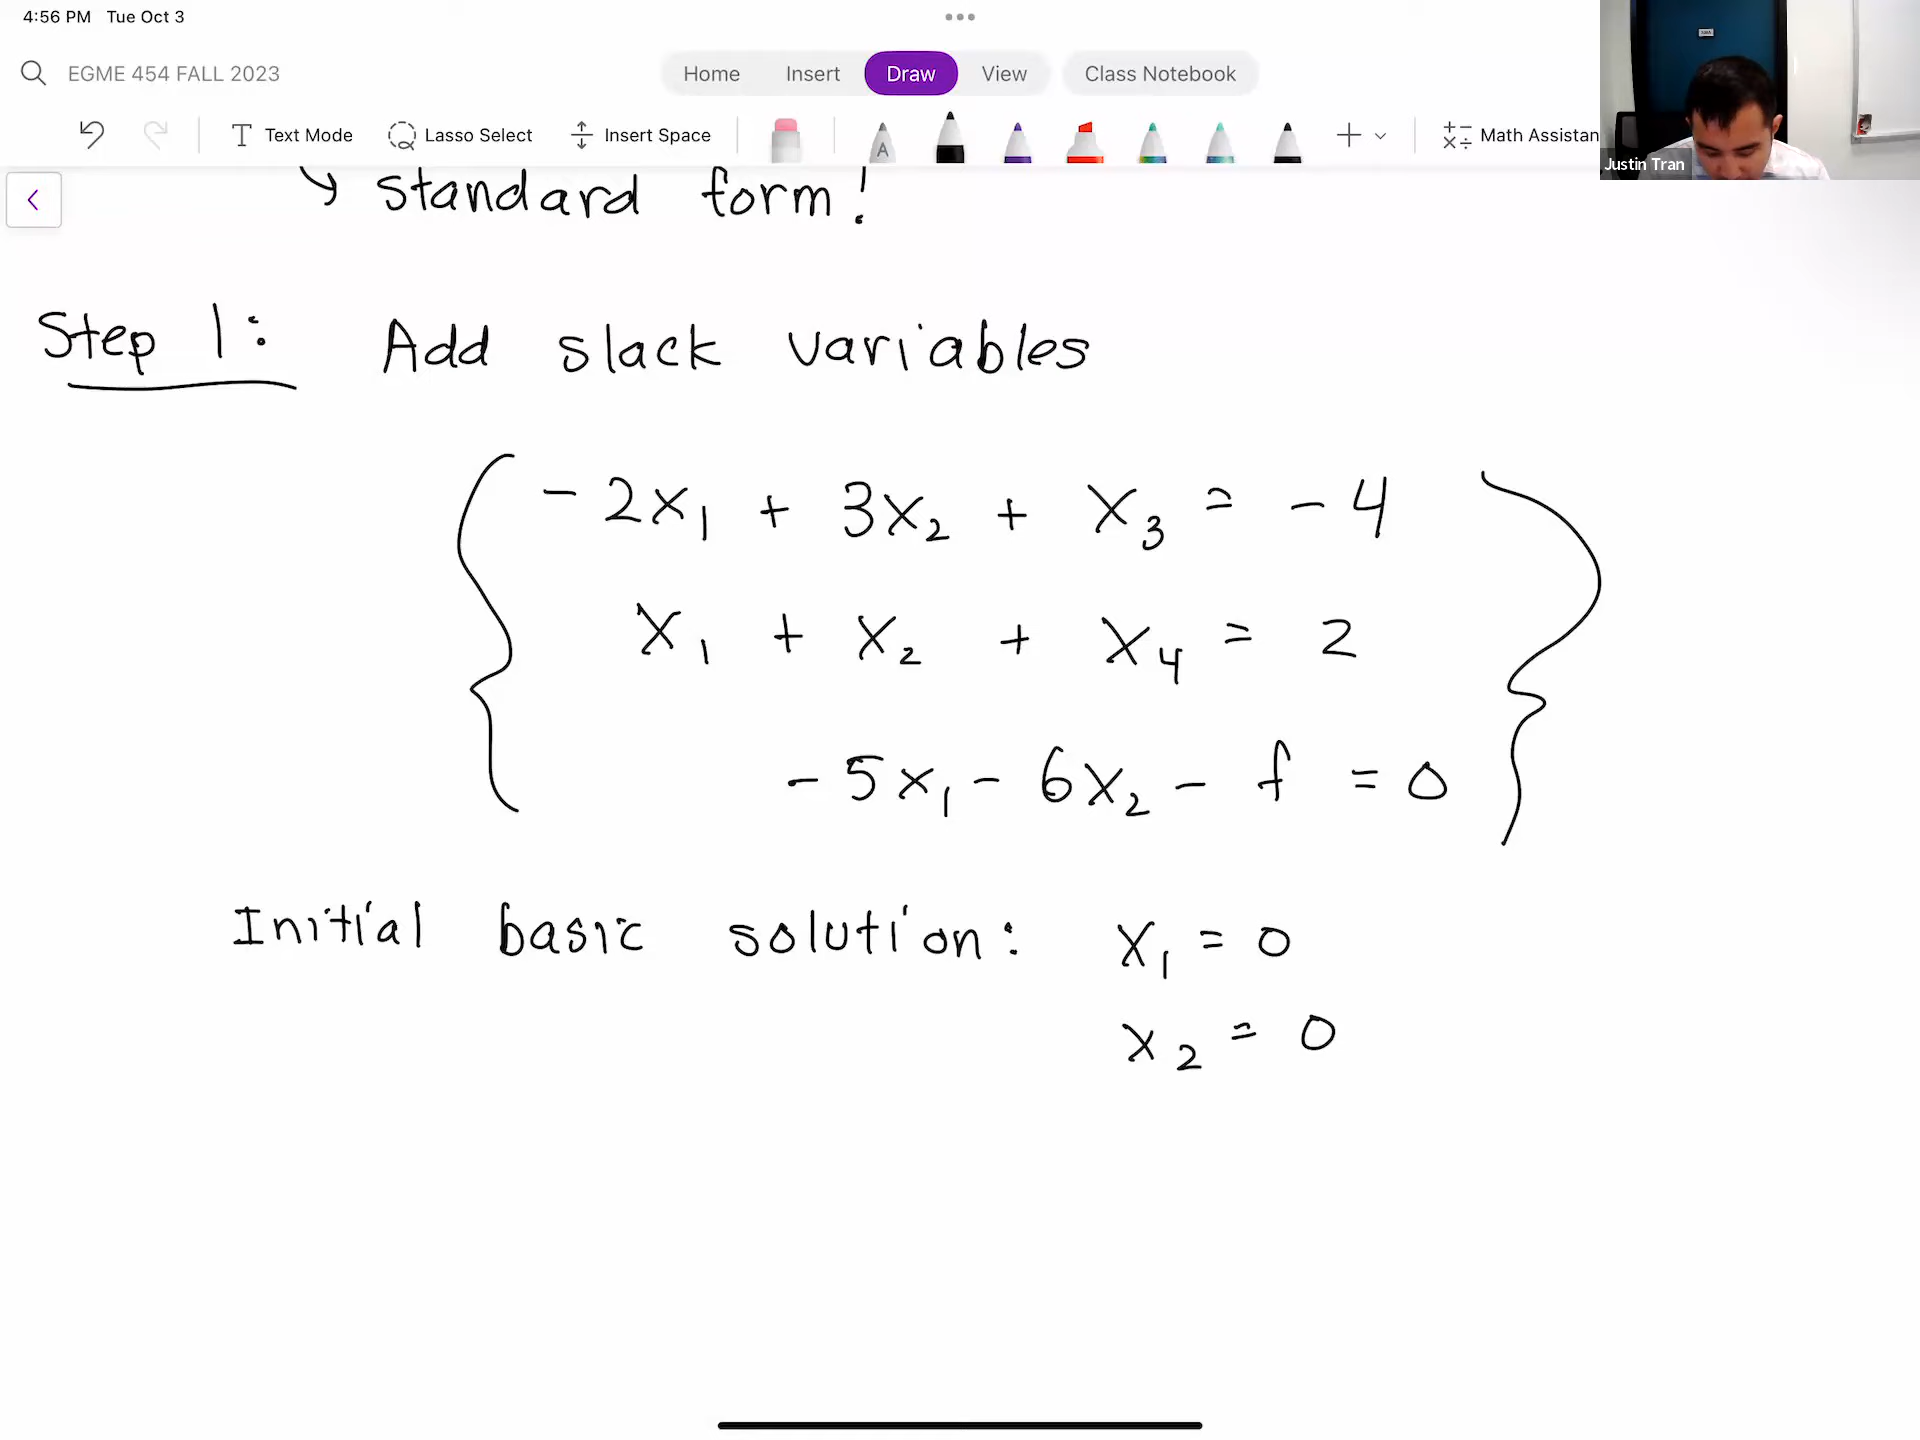 4:56 PM Tue Oct 3
EGME 454 FALL 2023
Home Insert Draw View Class Notebook
Text Mode Lasso Select Insert Space A Math Assistan
Justin Tran
↳ standard form!
Step 1: Add slack variables
- 2x₁ + 3x₂ + x₃ = - 4
x₁ + x₂ + x₄ = 2
- 5x₁ - 6x₂ - f = 0
Initial basic solution: x₁ = 0
x₂ = 0